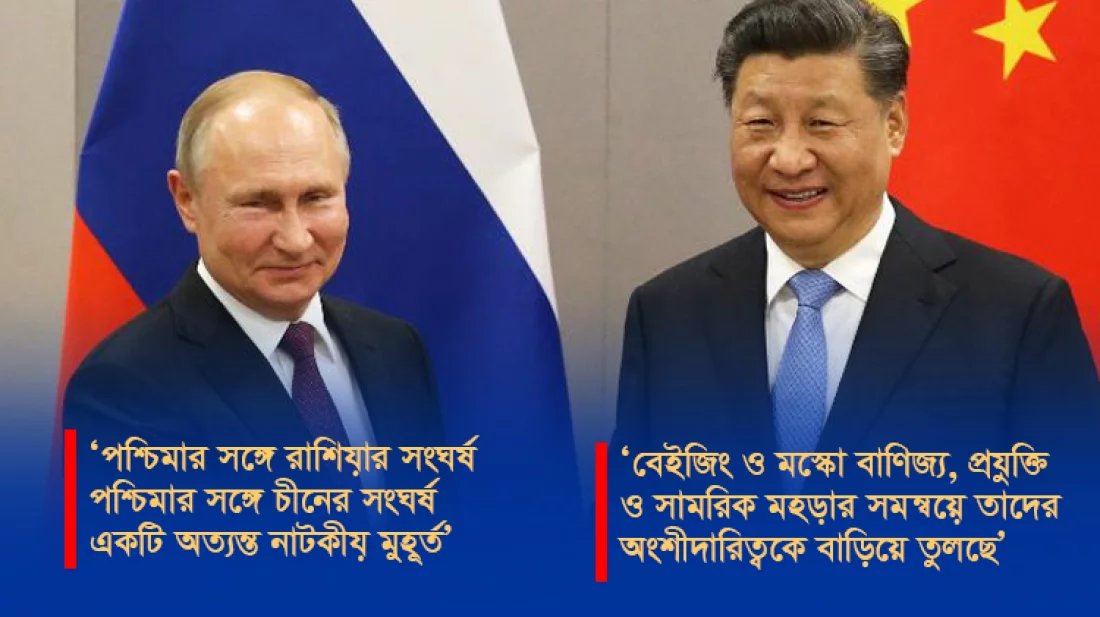 ‘পশ্চিমার সঙ্গে রাশিয়ার সংঘর্ষ
পশ্চিমার সঙ্গে চীনের সংঘর্ষ
একটি অত্যন্ত নাটকীয় মুহূর্ত’
‘বেইজিং ও মস্কো বাণিজ্য, প্রযুক্তি
ও সামরিক মহড়ার সমন্বয়ে তাদের
অংশীদারিত্বকে বাড়িয়ে তুলছে’